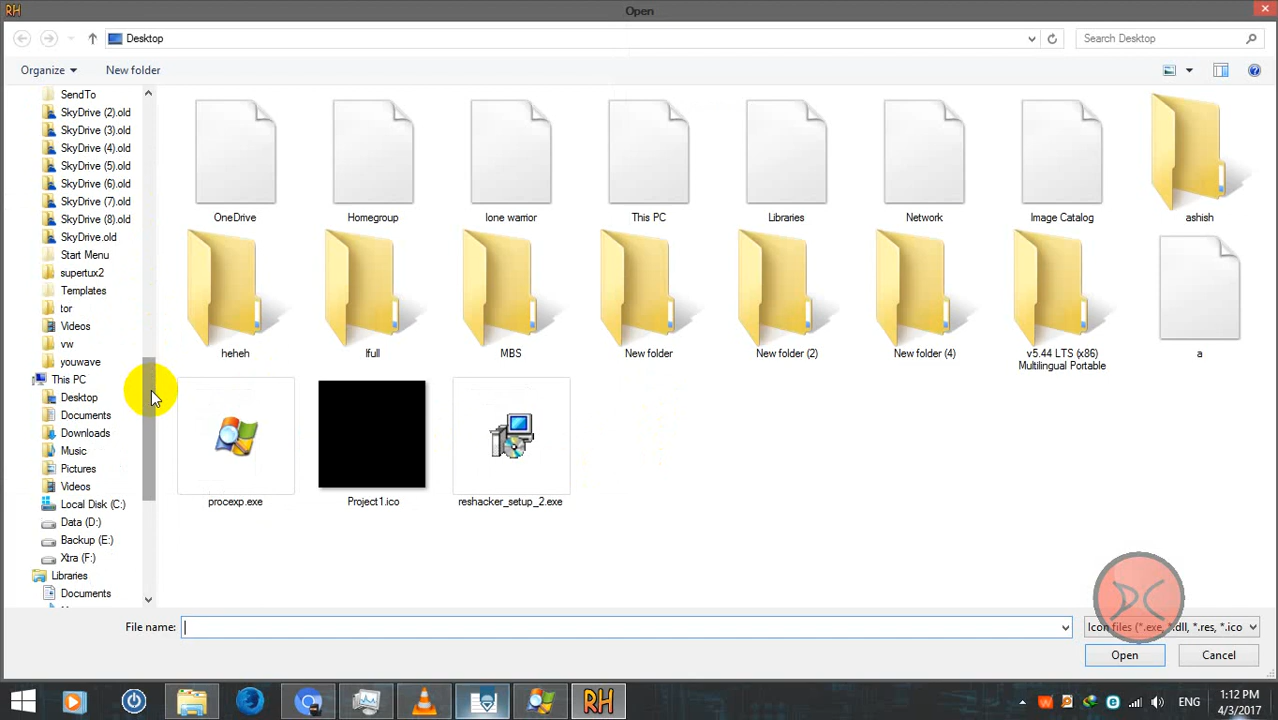 RH
Open
Desktop
Search Desktop
Organize
New folder
SendTo
SkyDrive (2).old
SkyDrive (3).old
SkyDrive (4).old
SkyDrive (5).old
SkyDrive (6).old
SkyDrive (7).old
SkyDrive (8).old
SkyDrive.old
Start Menu
supertux2
Templates
tor
Videos
vw
youwave
This PC
Desktop
Documents
Downloads
Music
Pictures
Videos
Local Disk (C:)
Data (D:)
Backup (E:)
Xtra (F:)
Libraries
Documents
OneDrive
Homegroup
lone warrior
This PC
Libraries
Network
Image Catalog
ashish
heheh
lfull
MBS
New folder
New folder (2)
New folder (4)
v5.44 LTS (x86)
Multilingual Portable
a
procexp.exe
Project1.ico
reshacker_setup_2.exe
File name:
Icon files (*.exe, *.dll, *.res, *.ico
Open
Cancel
RH
ENG
1:12 PM
4/3/2017